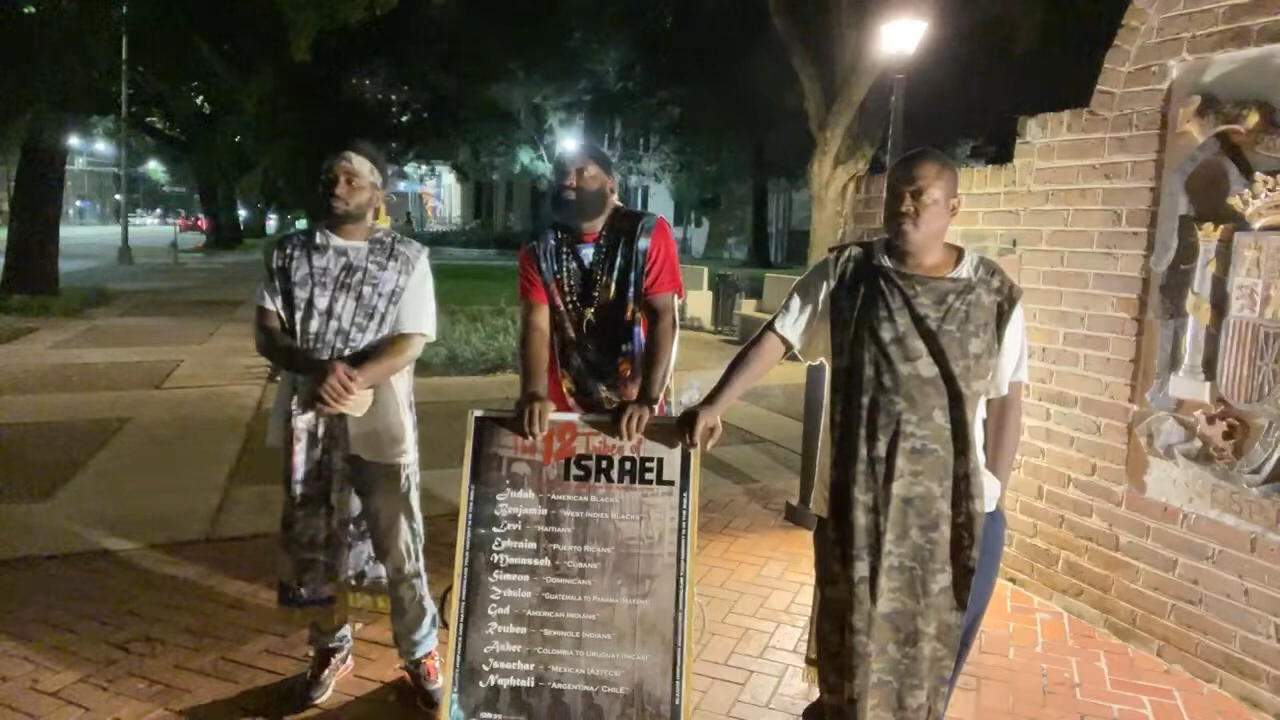 The 12 Tribes of
ISRAEL
Judah - "AMERICAN BLACKS"
Benjamin - "WEST INDIES BLACKS"
Levi - "HAITIANS"
Ephraim - "PUERTO RICANS"
Manasseh - "CUBANS"
Simeon - "DOMINICANS"
Zebulon - "GUATEMALA TO PANAMA (MAYANS)"
Gad - "AMERICAN INDIANS"
Reuben - "SEMINOLE INDIANS"
Asher - "COLOMBIA TO URUGUAY (INCAS)"
Issachar - "MEXICAN (AZTECS)"
Naphtali - "ARGENTINA/ CHILE"